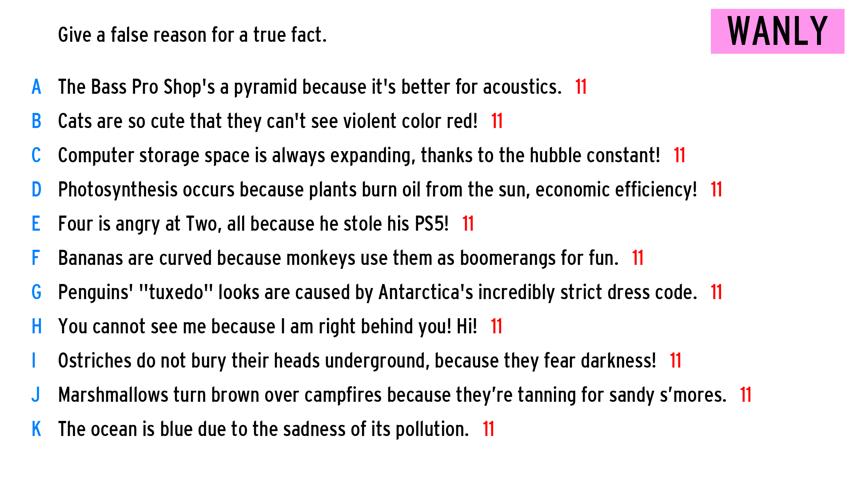 Give a false reason for a true fact.
WANLY
A The Bass Pro Shop's a pyramid because it's better for acoustics. 11
B Cats are so cute that they can't see violent color red! 11
C Computer storage space is always expanding, thanks to the hubble constant! 11
D Photosynthesis occurs because plants burn oil from the sun, economic efficiency! 11
E Four is angry at Two, all because he stole his PS5! 11
F Bananas are curved because monkeys use them as boomerangs for fun. 11
G Penguins' "tuxedo" looks are caused by Antarctica's incredibly strict dress code. 11
H You cannot see me because I am right behind you! Hi! 11
I Ostriches do not bury their heads underground, because they fear darkness! 11
J Marshmallows turn brown over campfires because they’re tanning for sandy s’mores. 11
K The ocean is blue due to the sadness of its pollution. 11